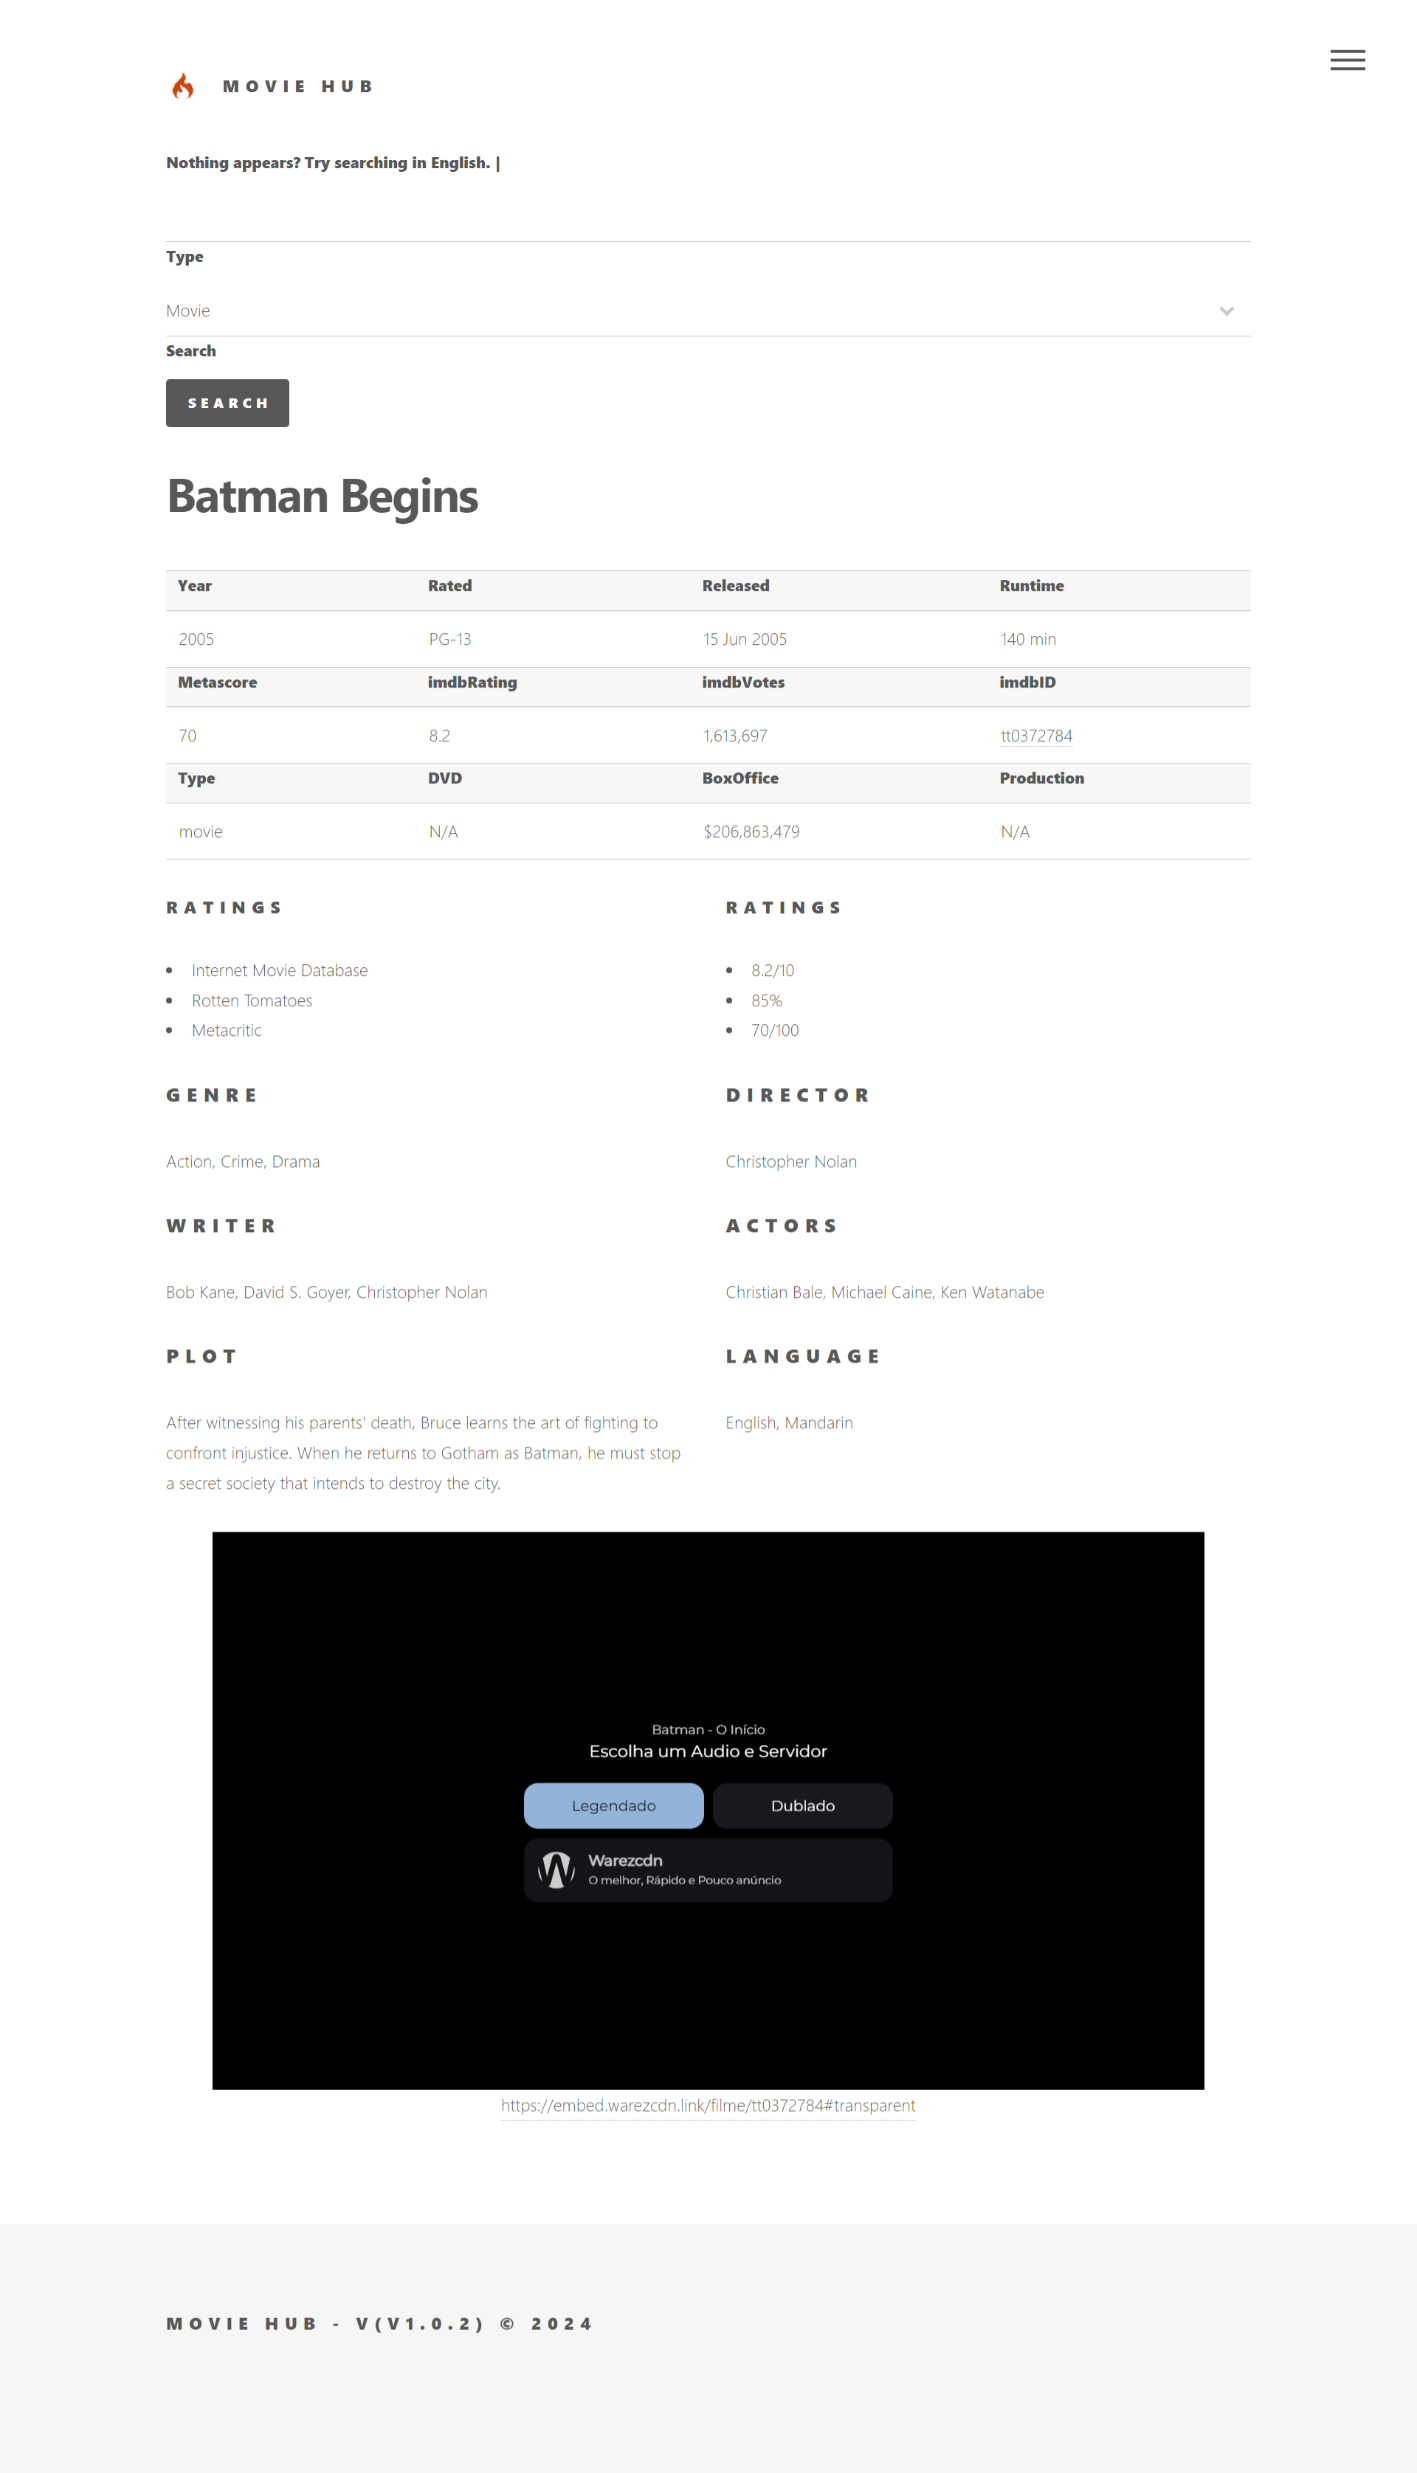 MOVIE HUB
Nothing appears? Try searching in English. |
Type
Movie
Search
SEARCH
Batman Begins
Year Rated Released Runtime
2005 PG-13 15 Jun 2005 140 min
Metascore imdbRating imdbVotes imdbID
70 8.2 1,613,697 tt0372784
Type DVD BoxOffice Production
movie N/A $206,863,479 N/A
RATINGS RATINGS
Internet Movie Database 8.2/10
Rotten Tomatoes 85%
Metacritic 70/100
GENRE DIRECTOR
Action, Crime, Drama Christopher Nolan
WRITER ACTORS
Bob Kane, David S. Goyer, Christopher Nolan Christian Bale, Michael Caine, Ken Watanabe
PLOT LANGUAGE
After witnessing his parents' death, Bruce learns the art of fighting to English, Mandarin
confront injustice. When he returns to Gotham as Batman, he must stop
a secret society that intends to destroy the city.
Batman - O Início
Escolha um Audio e Servidor
Legendado Dublado
Warezcdn
O melhor, Rápido e Pouco anúncio
https://embed.warezcdn.link/filme/tt0372784#transparent
MOVIE HUB - V(V1.0.2) © 2024